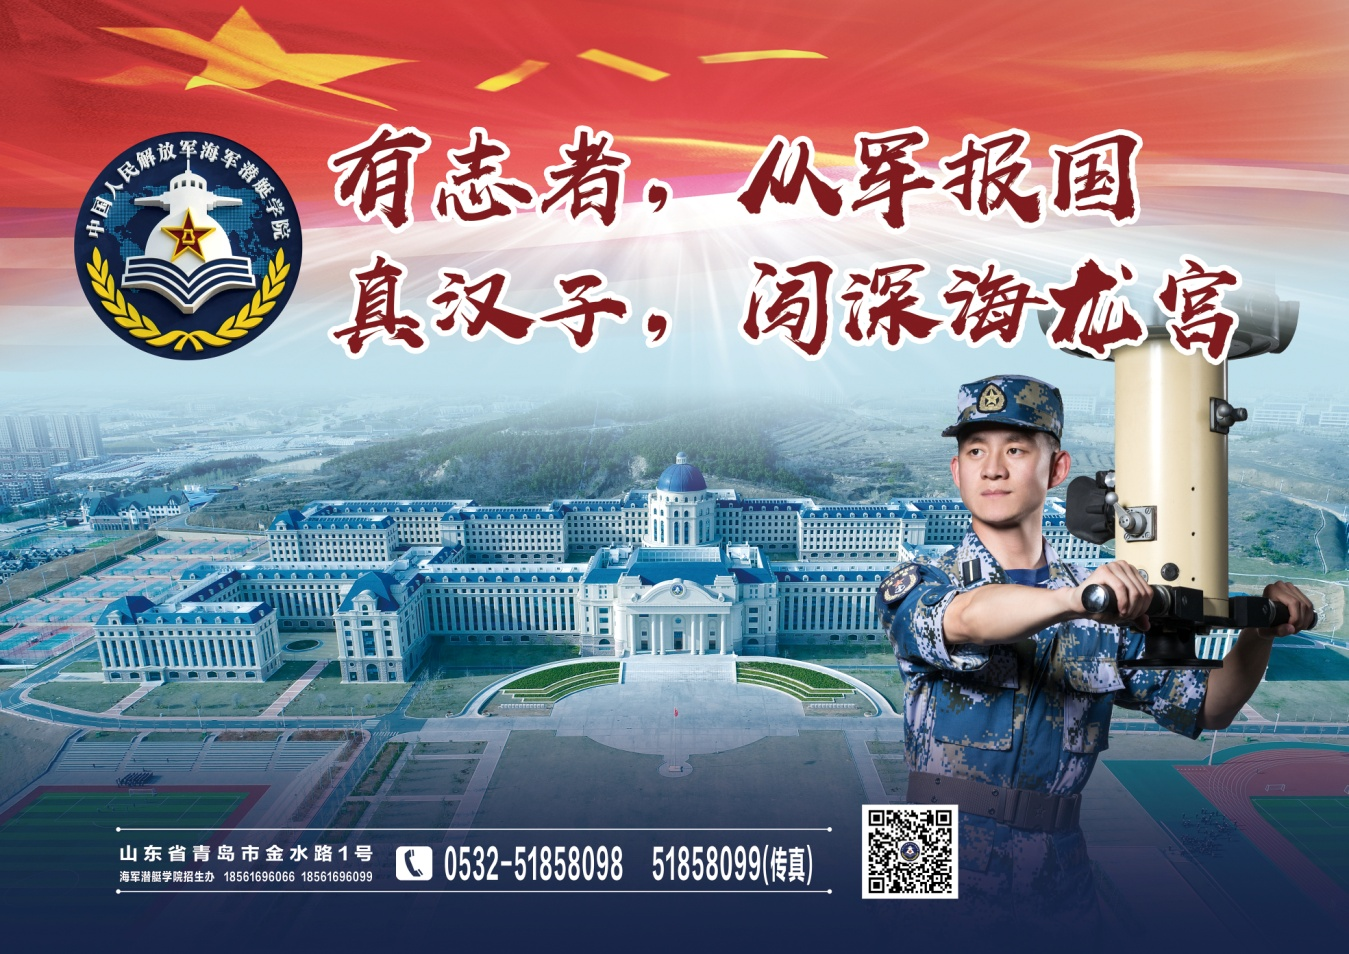 中国人民解放军海军潜艇学院
有志者，从军报国
真汉子，闯深海龙宫
山东省青岛市金水路1号
海军潜艇学院招生办 18561696066 18561696099
0532-51858098 51858099(传真)